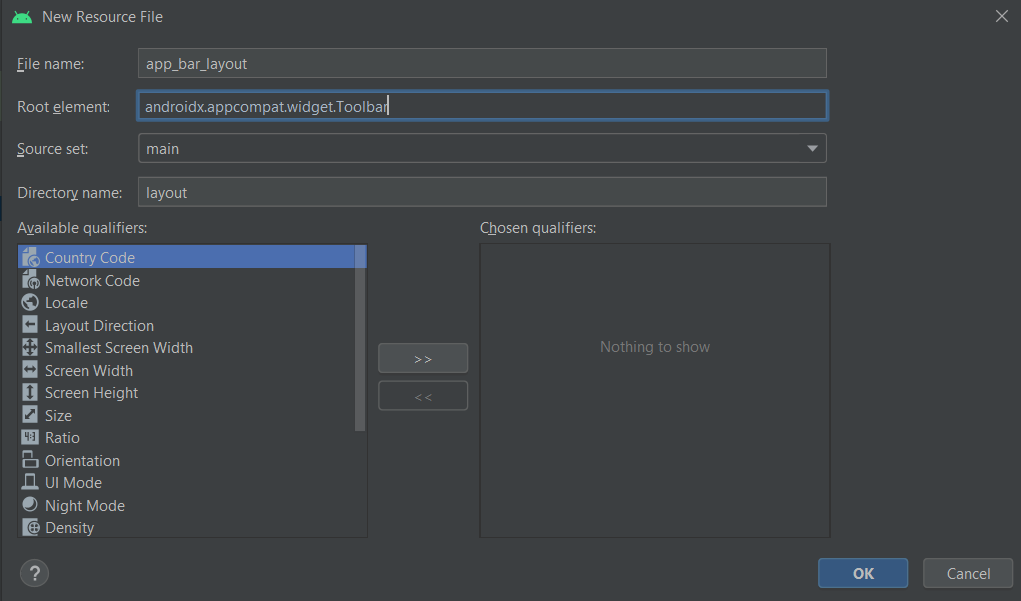 New Resource File
File name: app_bar_layout
Root element: androidx.appcompat.widget.Toolbar
Source set: main
Directory name: layout
Available qualifiers: Chosen qualifiers:
Country Code
Network Code
Locale
Layout Direction
Smallest Screen Width
Screen Width
Screen Height
Size
Ratio
Orientation
UI Mode
Night Mode
Density
>>
<<
Nothing to show
?
OK Cancel